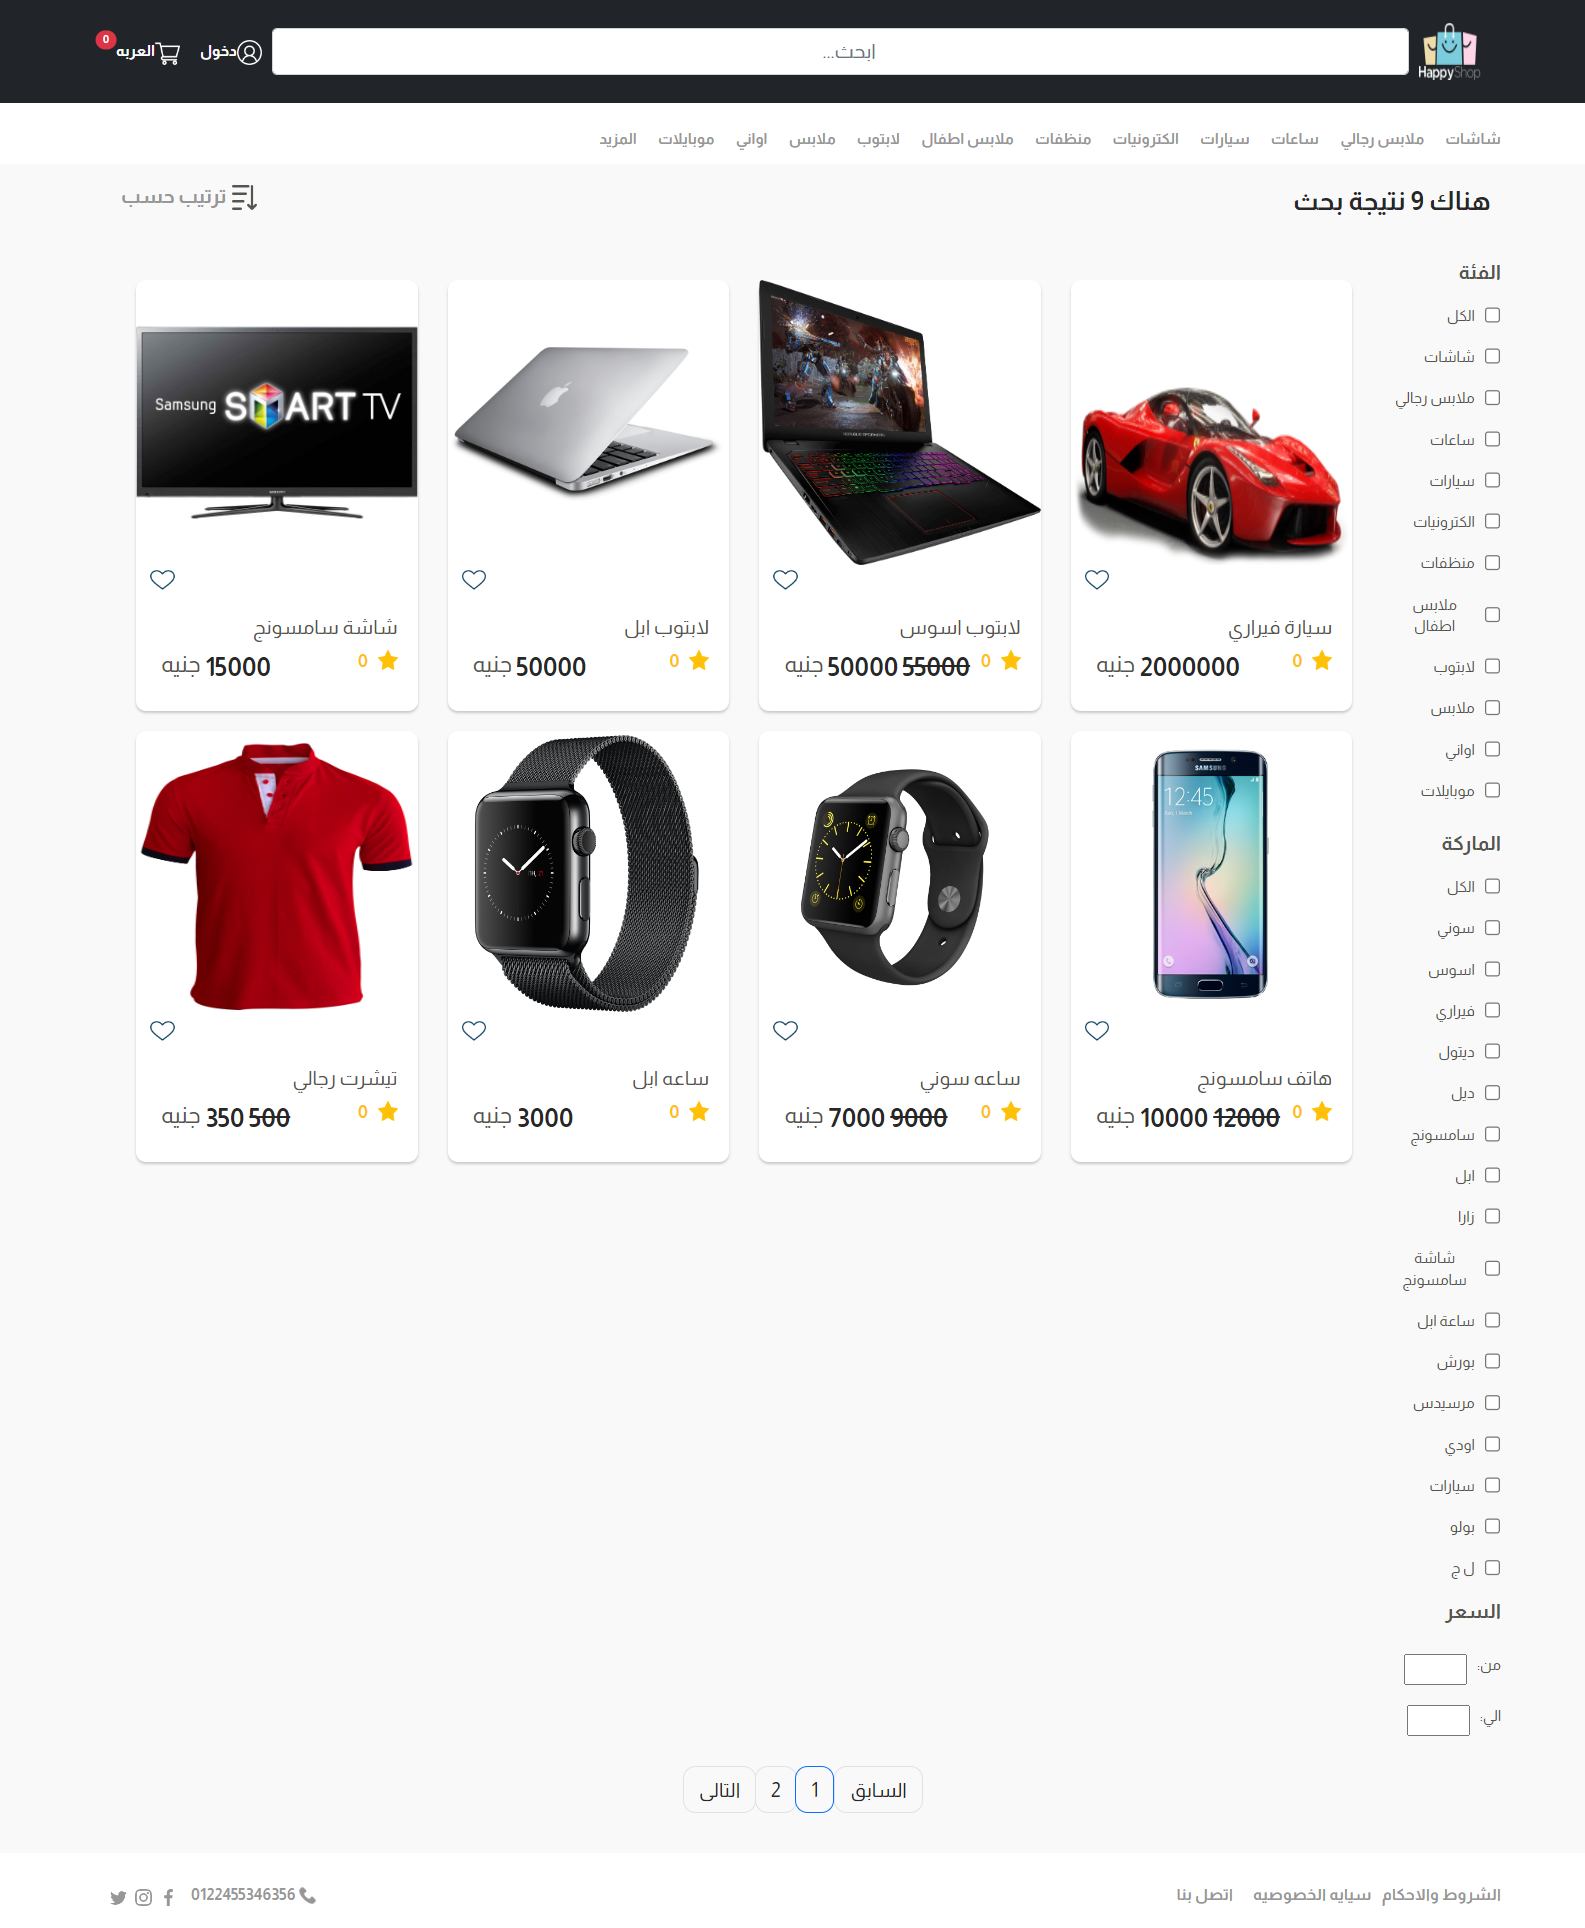 HappyShop
ابحث...
دخول
العربه
0
شاشات ملابس رجالي ساعات سيارات الكترونيات منظفات ملابس اطفال لابتوب ملابس اواني موبايلات المزيد
هناك 9 نتيجة بحث
ترتيب حسب
الفئة
الكل
شاشات
ملابس رجالي
ساعات
سيارات
الكترونيات
منظفات
ملابس
اطفال
لابتوب
ملابس
اواني
موبايلات
الماركة
الكل
سوني
اسوس
فيراري
ديتول
ديل
سامسونج
ابل
زارا
شاشة
سامسونج
ساعة ابل
بورش
مرسيدس
اودي
سيارات
بولو
ل ج
السعر
من:
الي:
سيارة فيراري
0
2000000 جنيه
لابتوب اسوس
0
55000 50000 جنيه
لابتوب ابل
0
50000 جنيه
Samsung SMART TV
شاشة سامسونج
0
15000 جنيه
SAMSUNG
12:45
هاتف سامسونج
0
12000 10000 جنيه
ساعه سوني
0
9000 7000 جنيه
ساعه ابل
0
3000 جنيه
تيشرت رجالي
0
500 350 جنيه
السابق
1
2
التالى
الشروط والاحكام
سيايه الخصوصيه
اتصل بنا
0122455346356